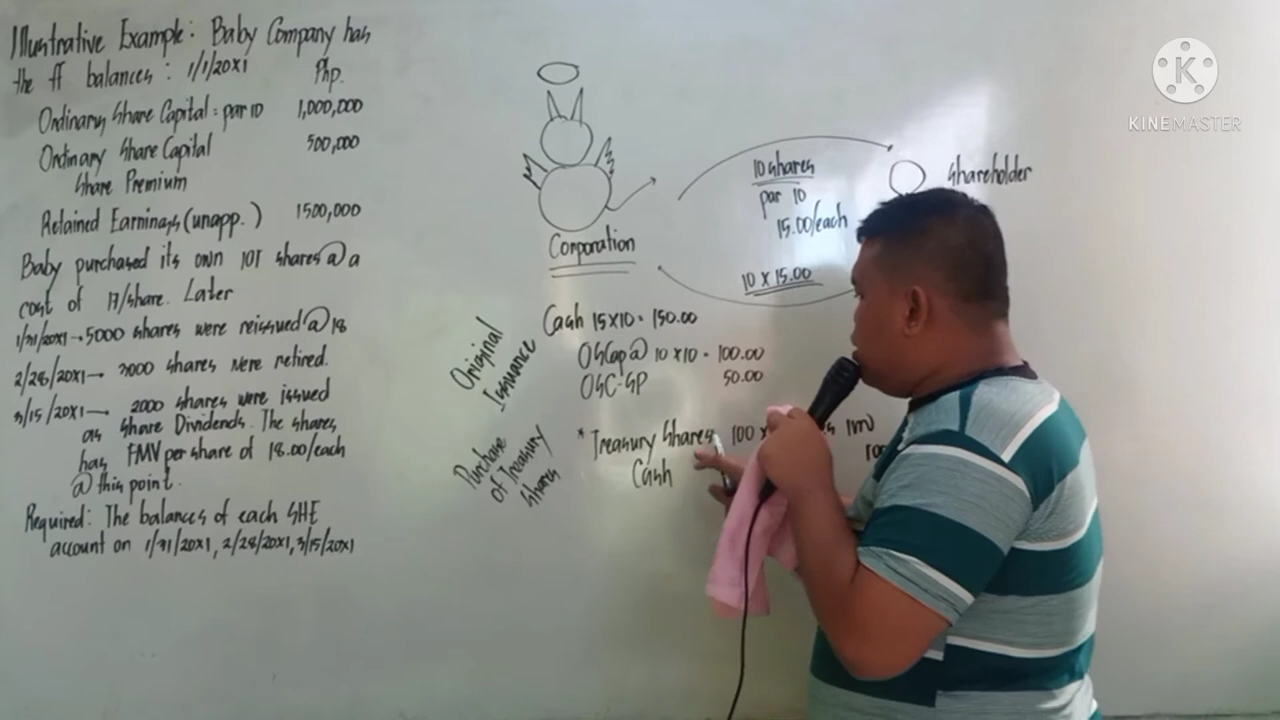 Illustrative Example: Baby Company has
the ff balances: 1/1/20x1 Php.
Ordinary Share Capital = par 10 1,000,000
Ordinary Share Capital 500,000
Share Premium
Retained Earnings (unapp.) 1500,000
Baby purchased its own 10T shares @ a
cost of 17/share. Later
1/31/20x1 → 5000 shares were reissued @ 18
2/28/20x1 → 3000 shares were retired.
3/15/20x1 → 2000 shares were issued
as share Dividends. The shares
has FMV per share of 18.00/each
@ this point.
Required: The balances of each SHE
account on 1/31/20x1, 2/28/20x1, 3/15/20x1
Corporation
10 shares
par 10
15.00/each
10 x 15.00
Shareholder
Original
Issuance
Cash 15x10 = 150.00
OSCap @ 10 x 10 = 100.00
OSC-SP 50.00
Purchase
of Treasury
Shares
* Treasury Shares 100
Cash
K
KINEMASTER